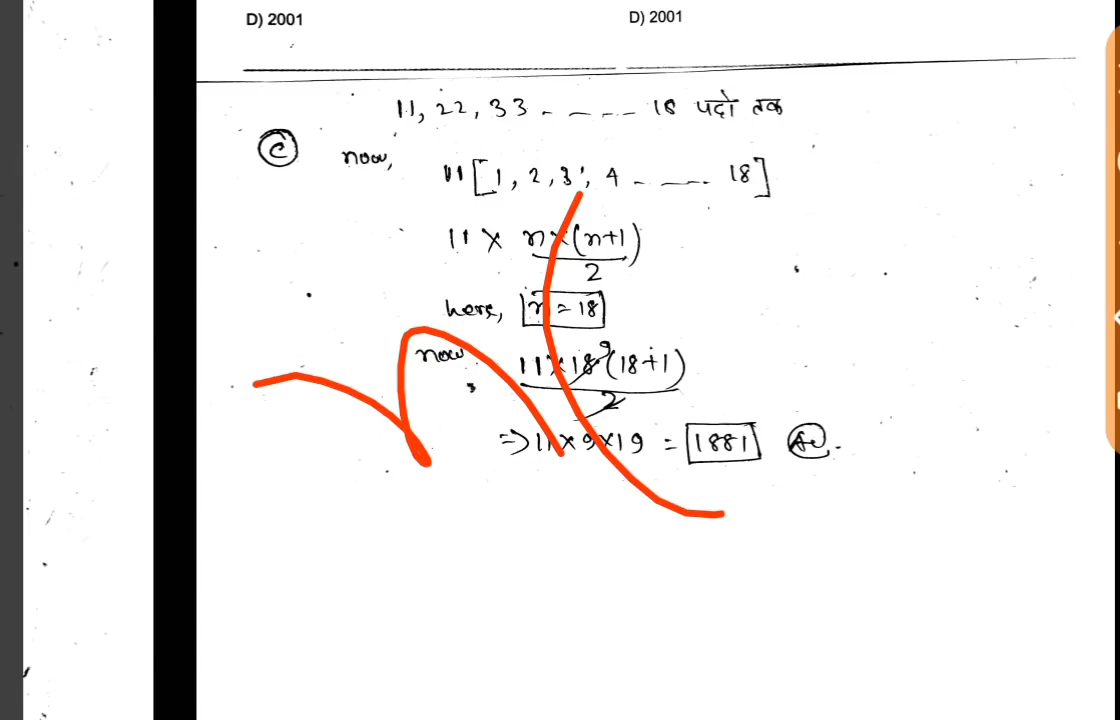 D) 2001 D) 2001
11, 22, 33 - - - - - 18 पदो तक
(c) now, 11 [1, 2, 3, 4 - - - - 18]
11 × n×(n+1)/2
here, n = 18
now, 11×18⁹(18+1)/2
=> 11×9×19 = 1881